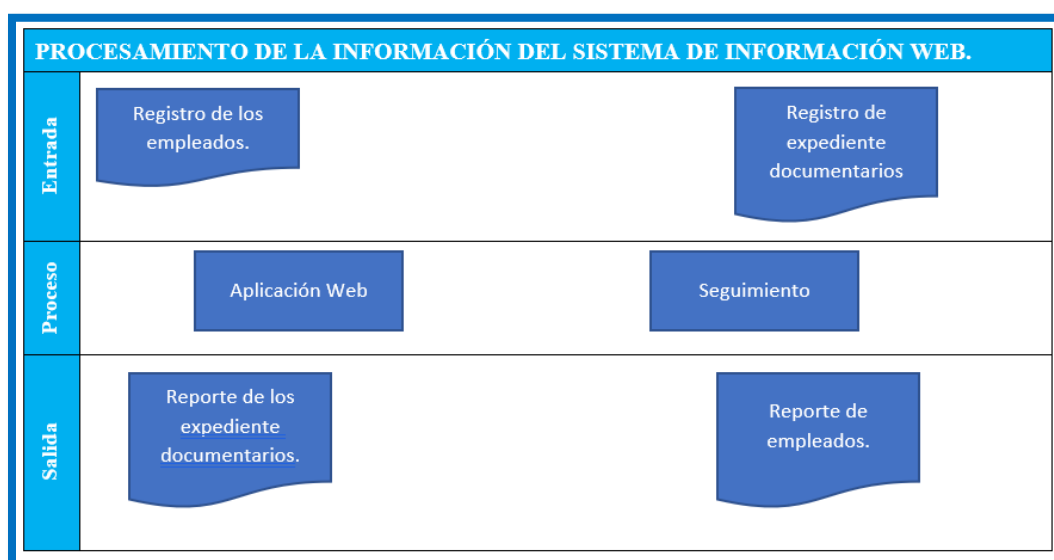 PROCESAMIENTO DE LA INFORMACIÓN DEL SISTEMA DE INFORMACIÓN WEB.
Entrada
Registro de los
empleados.
Registro de
expediente
documentarios
Proceso
Aplicación Web
Seguimiento
Salida
Reporte de los
expediente
documentarios.
Reporte de
empleados.